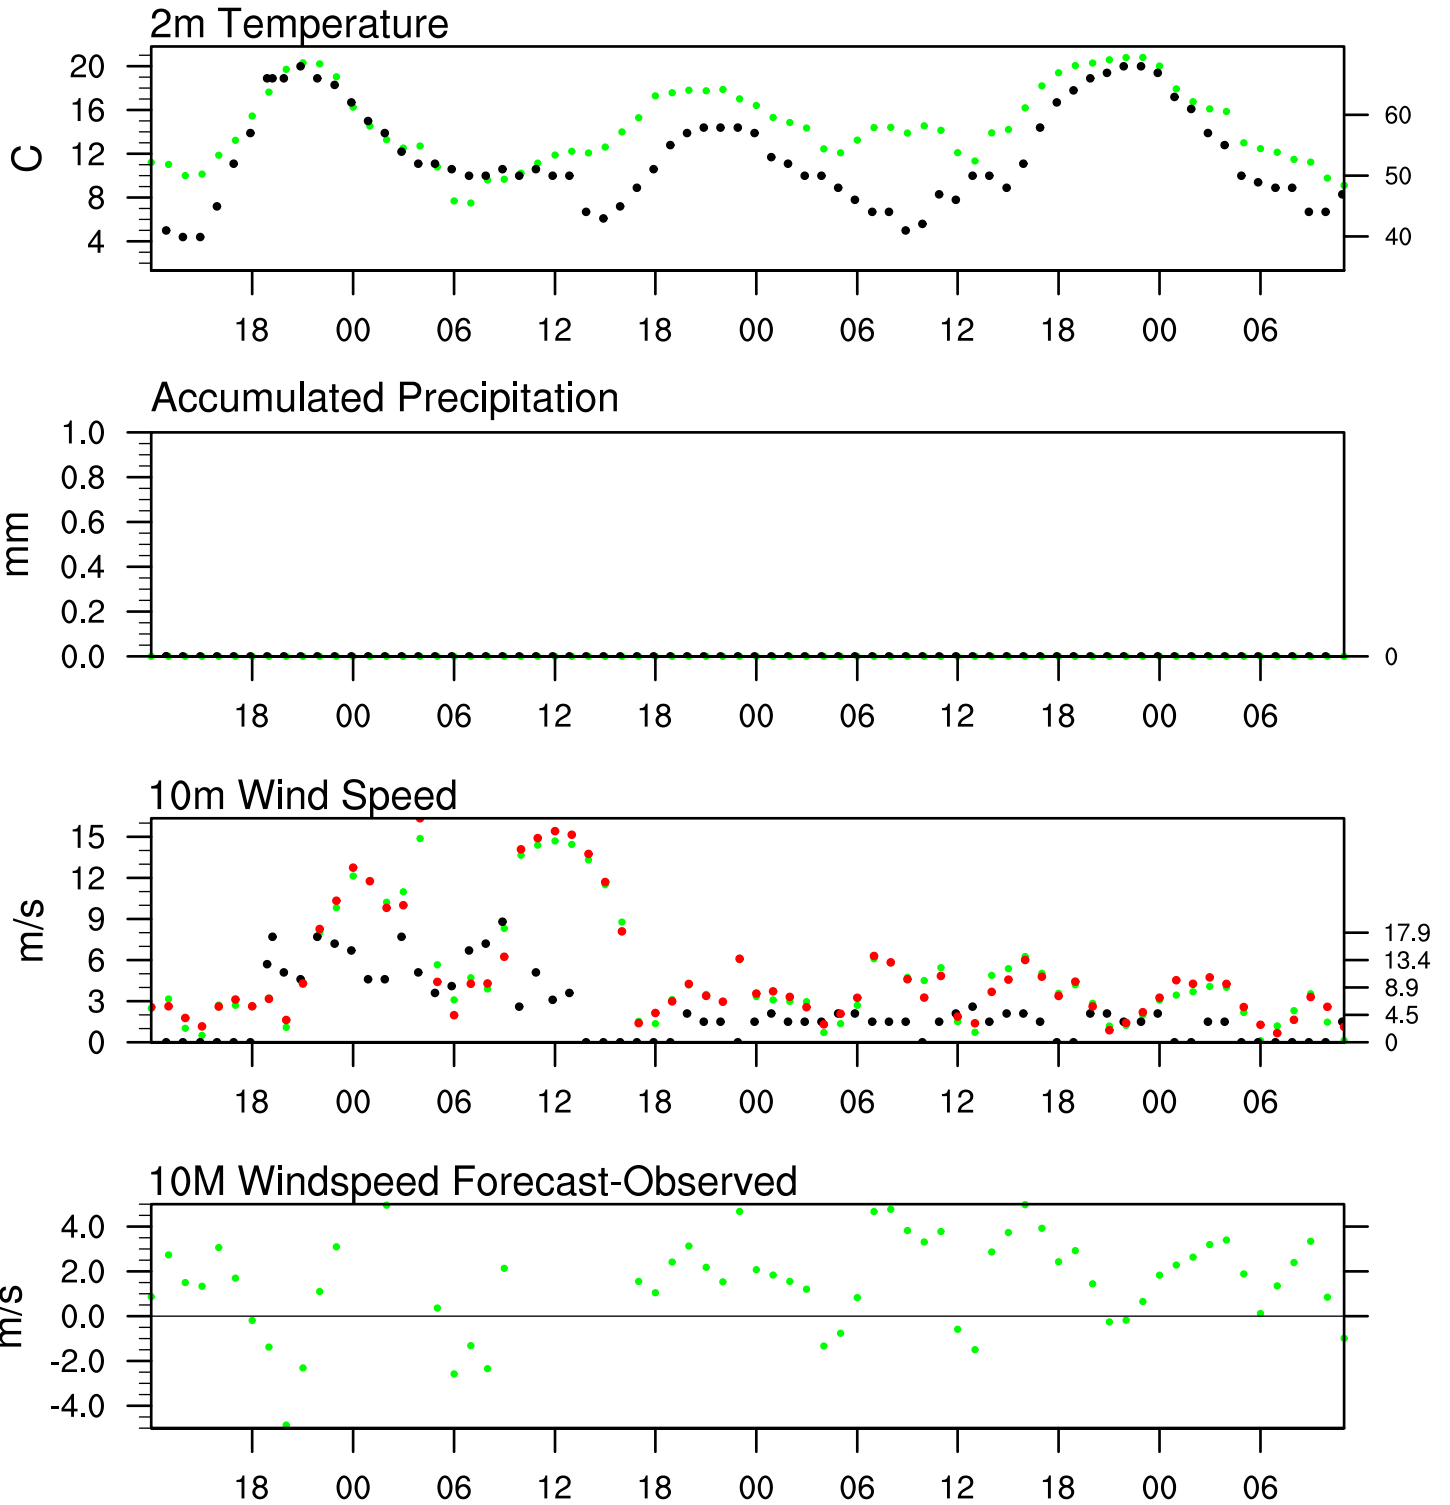 2m Temperature
20
16
12
8
4
C
60
50
40
18 00 06 12 18 00 06 12 18 00 06
Accumulated Precipitation
1.0
0.8
0.6
0.4
0.2
0.0
mm
0
18 00 06 12 18 00 06 12 18 00 06
10m Wind Speed
15
12
9
6
3
0
m/s
17.9
13.4
8.9
4.5
0
18 00 06 12 18 00 06 12 18 00 06
10M Windspeed Forecast-Observed
4.0
2.0
0.0
-2.0
-4.0
m/s
18 00 06 12 18 00 06 12 18 00 06